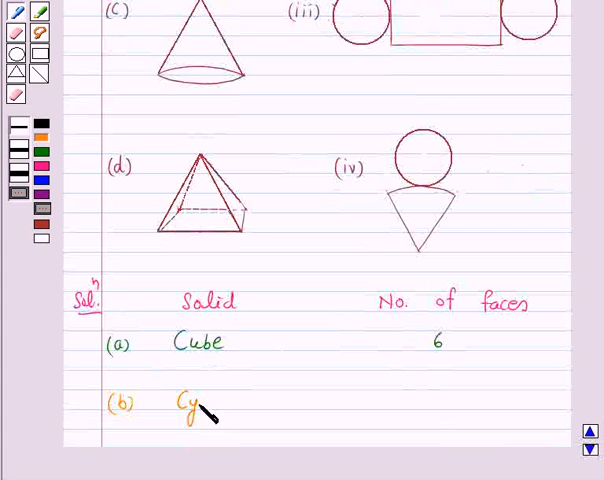 (c) (iii)
(d) (iv)
Solⁿ. Solid No. of faces
(a) Cube 6
(b) Cy